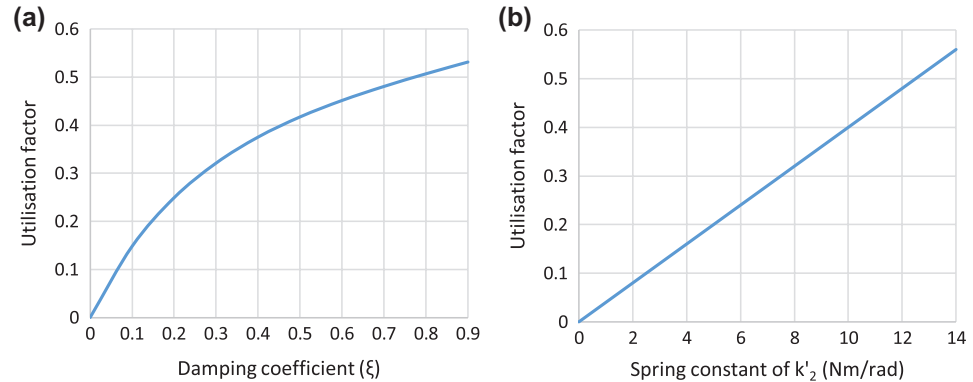 (a)
Utilisation factor
0.6
0.5
0.4
0.3
0.2
0.1
0
0 0.1 0.2 0.3 0.4 0.5 0.6 0.7 0.8 0.9
Damping coefficient (ξ)
(b)
Utilisation factor
0.6
0.5
0.4
0.3
0.2
0.1
0
0 2 4 6 8 10 12 14
Spring constant of k'₂ (Nm/rad)